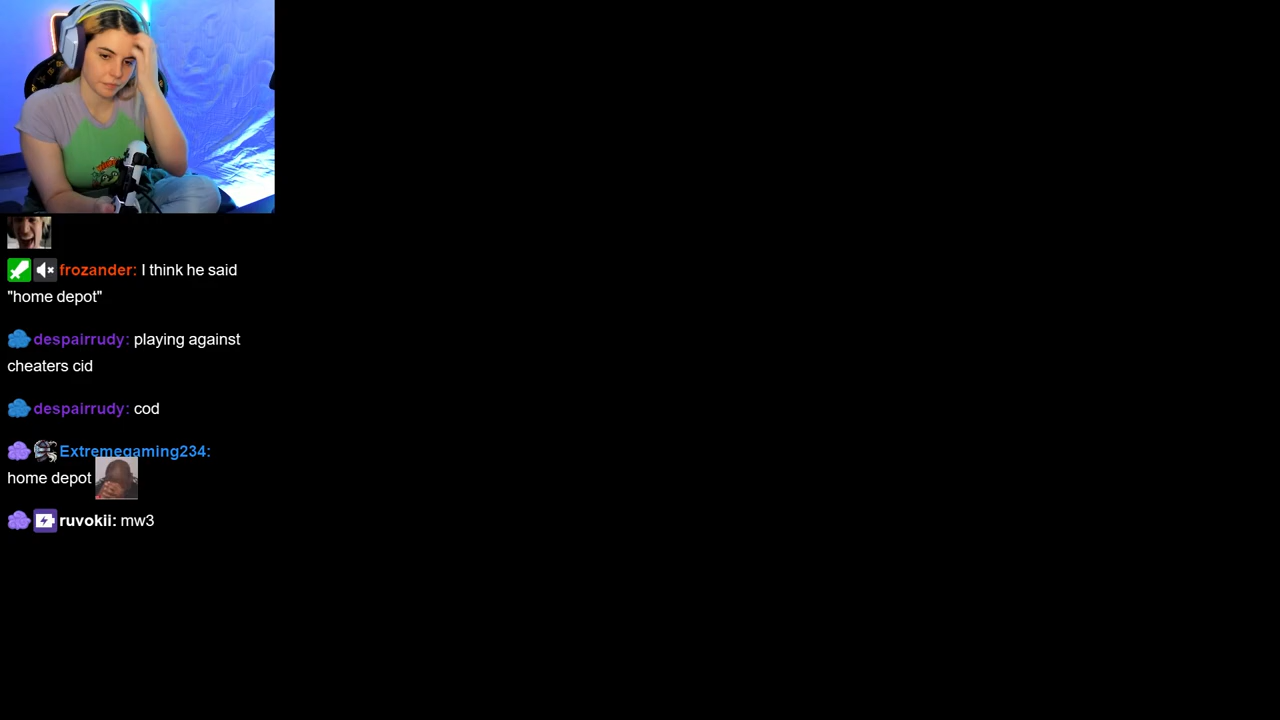 frozander: I think he said
"home depot"
despairrudy: playing against
cheaters cid
despairrudy: cod
Extremegaming234:
home depot
ruvokii: mw3